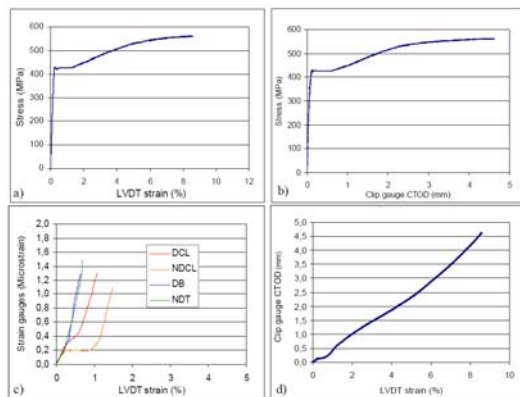 600
500
400
300
200
100
0
Stress (MPa)
0 2 4 6 8 10 12
LVDT strain (%)
a)
600
500
400
300
200
100
0
Stress (MPa)
0 1 2 3 4 5
Clip gauge CTOD (mm)
b)
2,0
1,8
1,6
1,4
1,2
1,0
0,8
0,6
0,4
0,2
0,0
Strain gauges (Microstrain)
DCL
NDCL
DB
NDT
0 1 2 3 4 5
LVDT strain (%)
c)
5,0
4,5
4,0
3,5
3,0
2,5
2,0
1,5
1,0
0,5
0,0
Clip gauge CTOD (mm)
0 2 4 6 8 10
LVDT strain (%)
d)